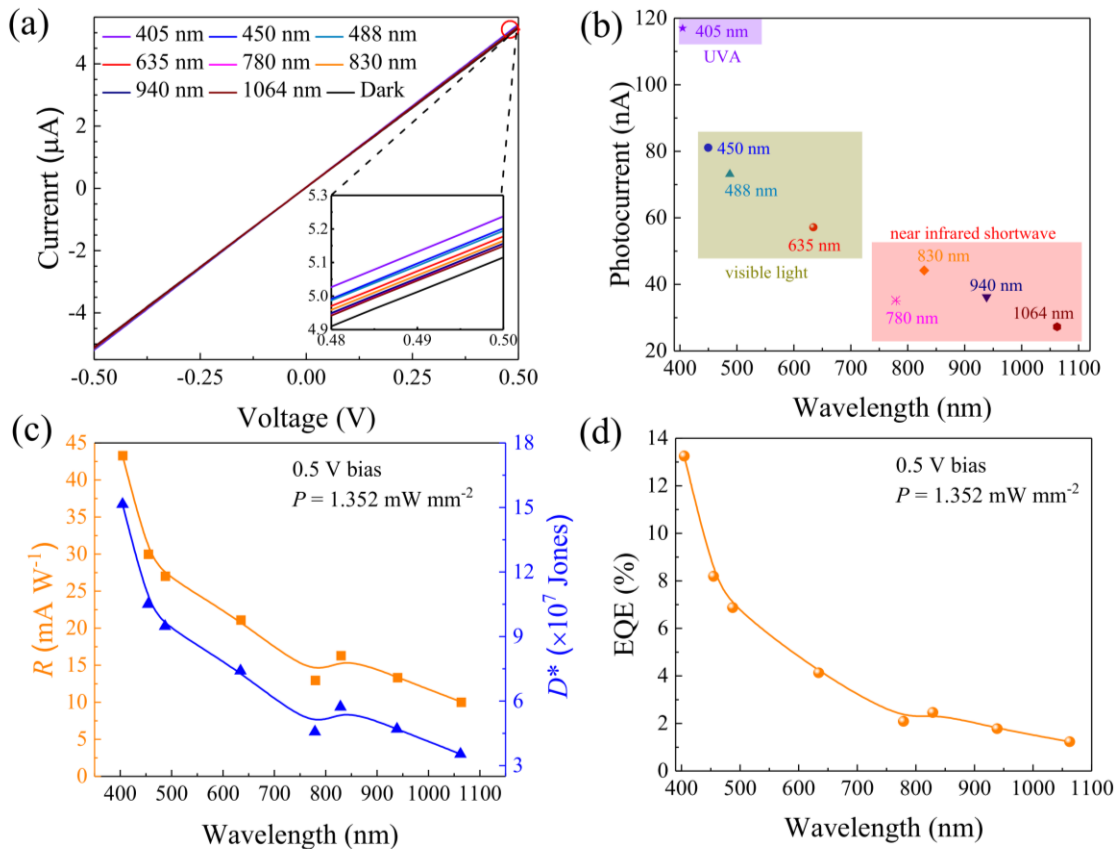 (a)
405 nm 450 nm 488 nm
635 nm 780 nm 830 nm
940 nm 1064 nm Dark
Currenrt (μA)
4
2
0
-2
-4
-0.50 -0.25 0.00 0.25 0.50
Voltage (V)
5.3
5.2
5.1
5.0
4.9
0.48 0.49 0.50
(b)
Photocurrent (nA)
120
100
80
60
40
20
405 nm
UVA
450 nm
488 nm
635 nm
visible light
near infrared shortwave
830 nm
940 nm
780 nm
1064 nm
400 500 600 700 800 900 1000 1100
Wavelength (nm)
(c)
R (mA W⁻¹)
45
40
35
30
25
20
15
10
5
0
0.5 V bias
P = 1.352 mW mm⁻²
18
15
12
9
6
3
D* (×10⁷ Jones)
400 500 600 700 800 900 1000 1100
Wavelength (nm)
(d)
EQE (%)
14
12
10
8
6
4
2
0
0.5 V bias
P = 1.352 mW mm⁻²
400 500 600 700 800 900 1000 1100
Wavelength (nm)